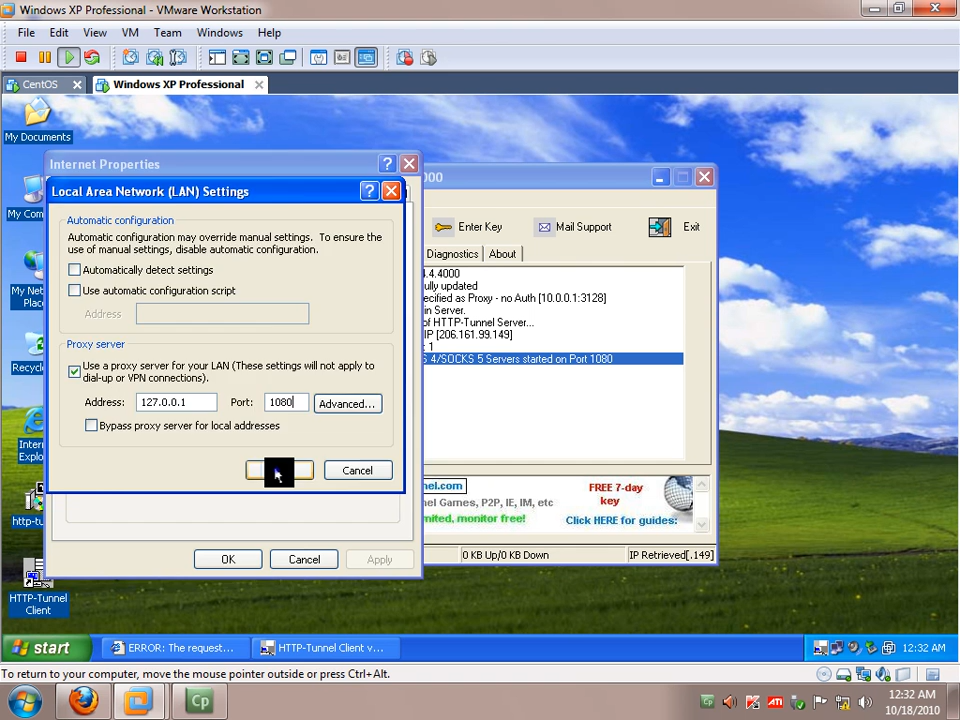 Windows XP Professional - VMware Workstation
File Edit View VM Team Windows Help
CentOS
Windows XP Professional
My Documents
My Com
My Net
Place
Recycl
Intern
Explo
http-tu
HTTP-Tunnel
Client
Internet Properties
Local Area Network (LAN) Settings
Automatic configuration
Automatic configuration may override manual settings. To ensure the
use of manual settings, disable automatic configuration.
Automatically detect settings
Use automatic configuration script
Address
Proxy server
Use a proxy server for your LAN (These settings will not apply to
dial-up or VPN connections).
Address: 127.0.0.1 Port: 1080 Advanced...
Bypass proxy server for local addresses
Cancel
OK Cancel Apply
000
Enter Key Mail Support Exit
Diagnostics About
4.4.4000
ully updated
ecified as Proxy - no Auth [10.0.0.1:3128]
in Server.
of HTTP-Tunnel Server...
IP [206.161.99.149]
: 1
S 4/SOCKS 5 Servers started on Port 1080
nel.com
nel Games, P2P, IE, IM, etc
mited, monitor free!
FREE 7-day
key
Click HERE for guides:
0 KB Up/0 KB Down IP Retrieved[.149]
start ERROR: The request... HTTP-Tunnel Client v... 12:32 AM
To return to your computer, move the mouse pointer outside or press Ctrl+Alt.
Cp
Cp
ATI
12:32 AM
10/18/2010